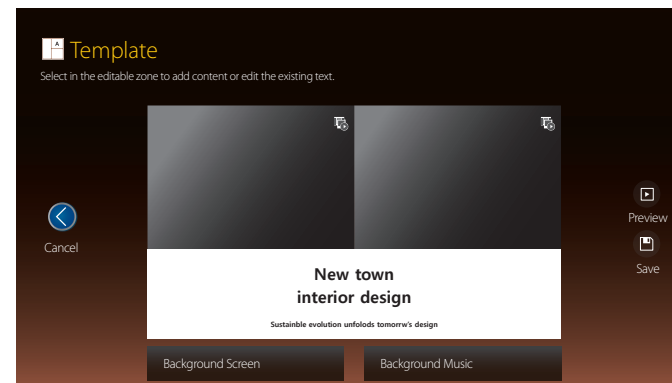 Template
Select in the editable zone to add content or edit the existing text.
Cancel
New town
interior design
Sustainble evolution unfolods tomorrw's design
Preview
Save
Background Screen
Background Music